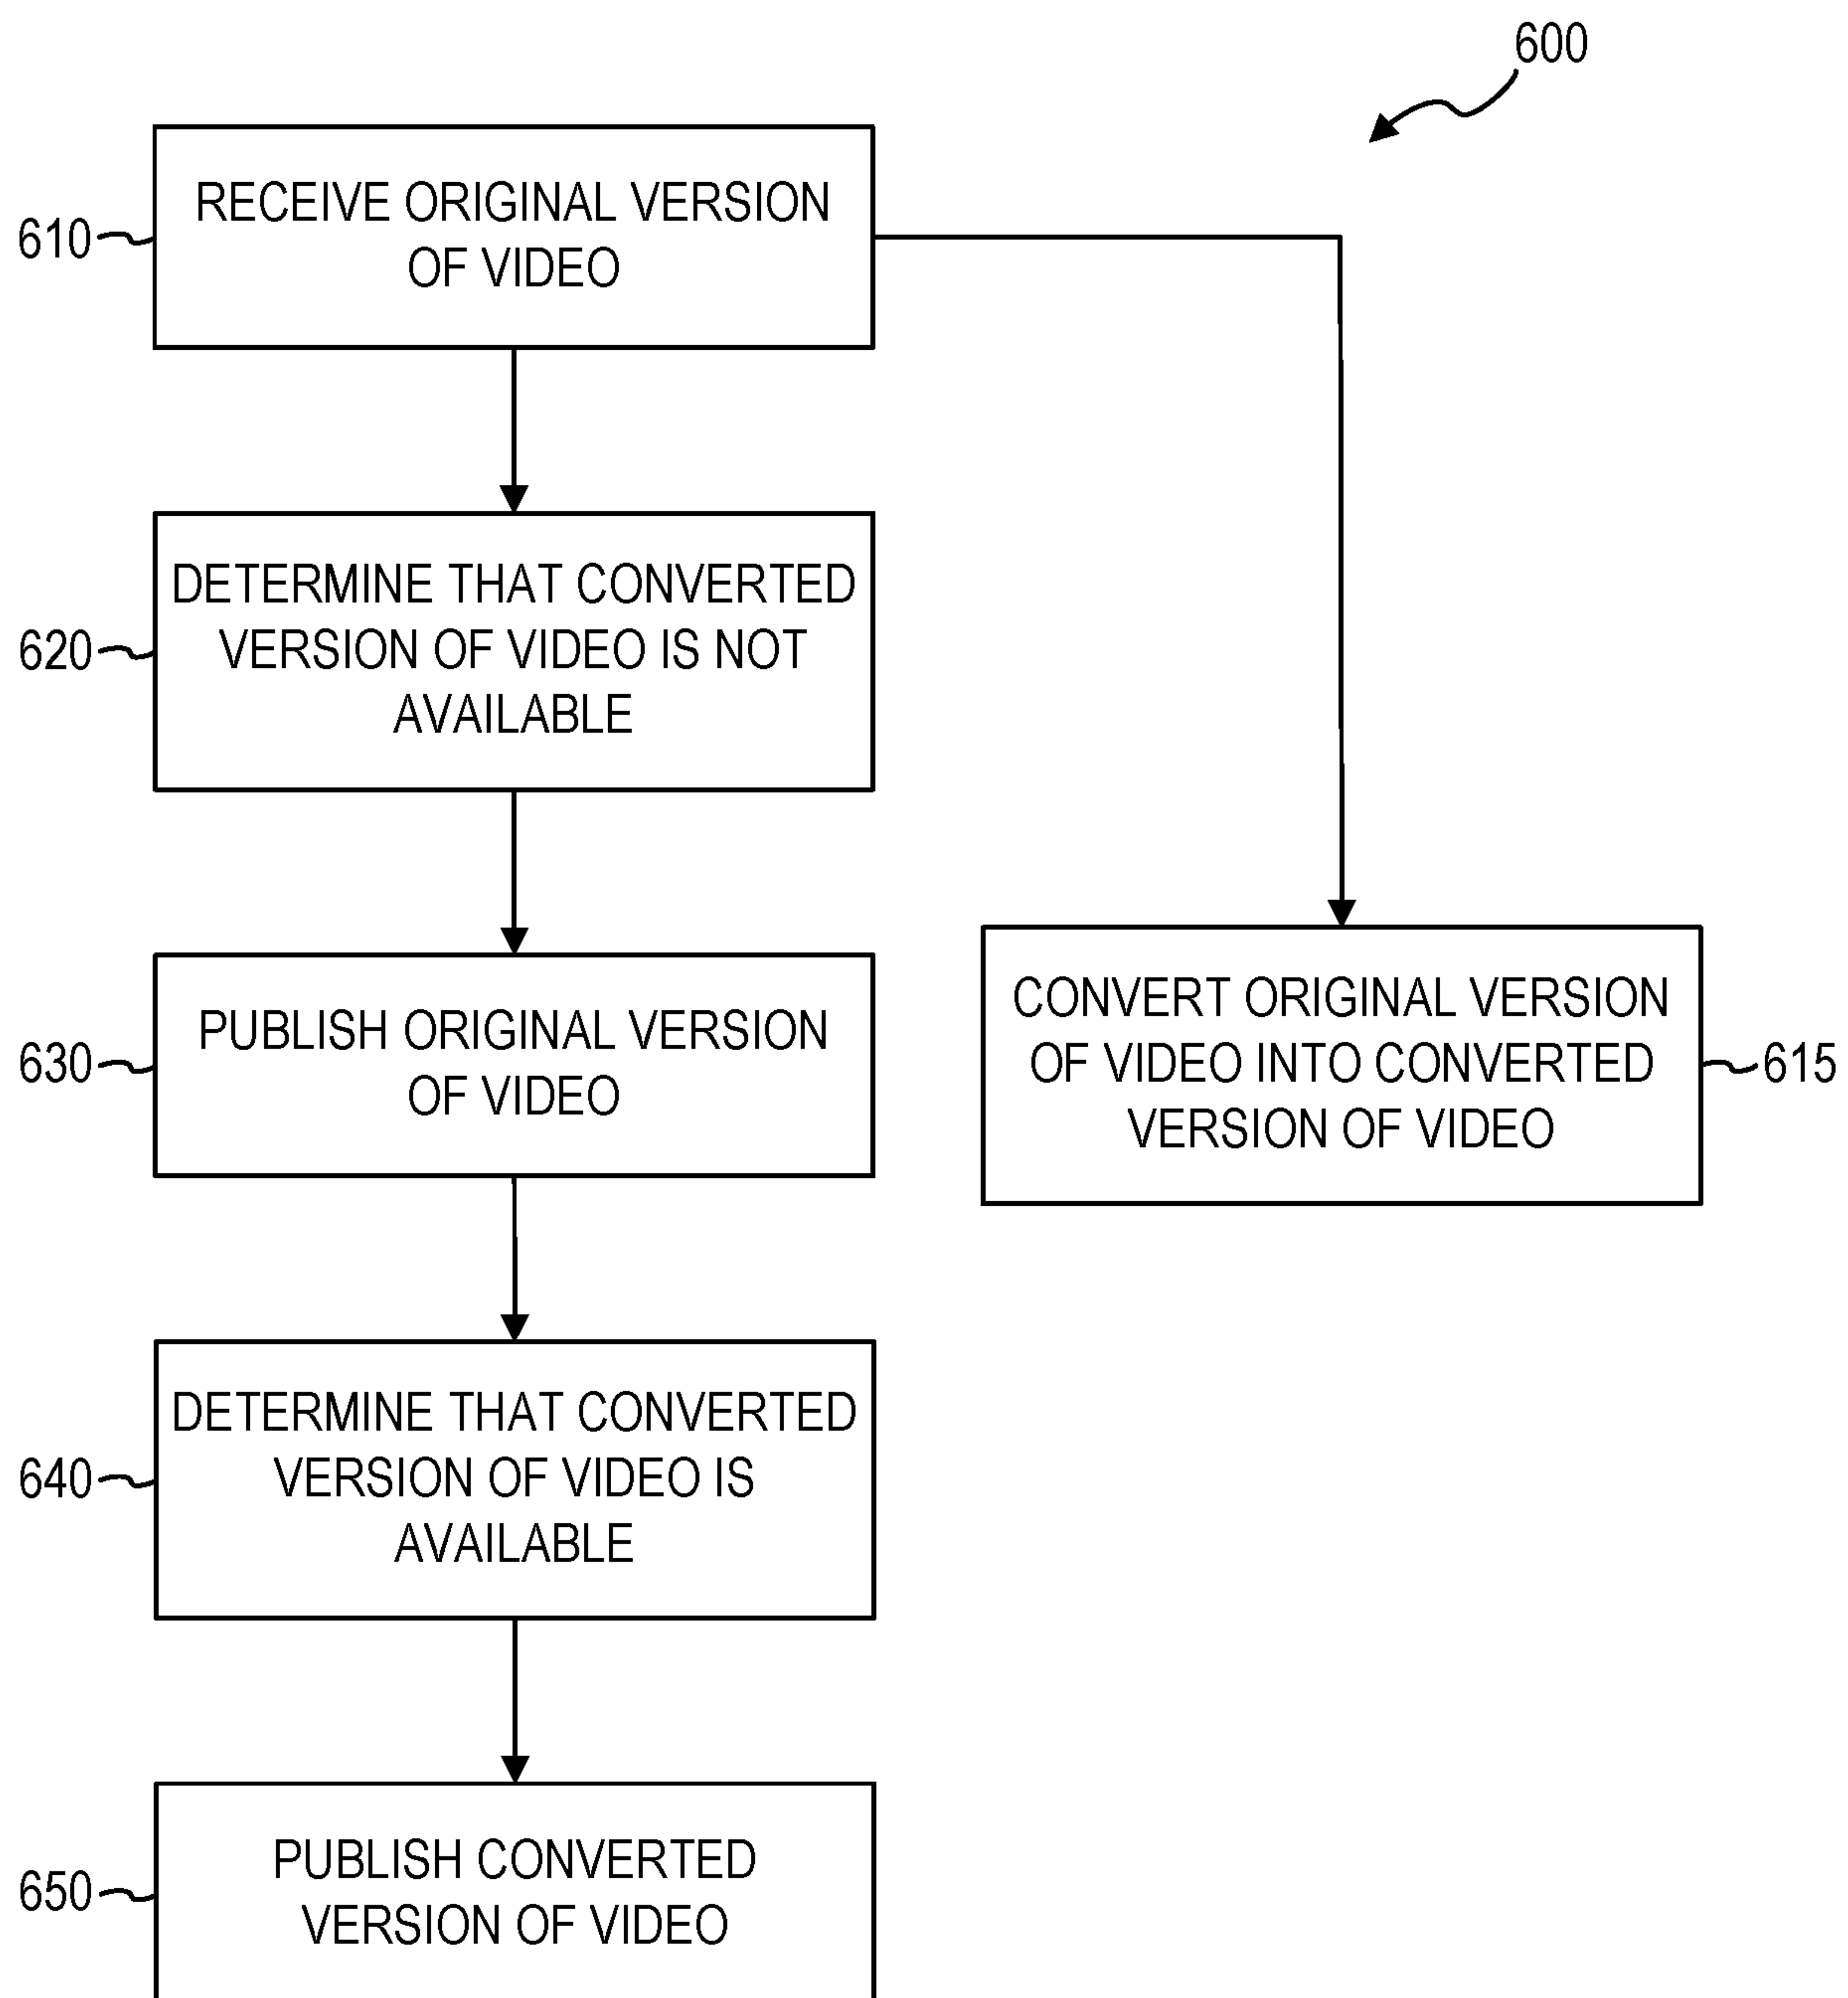 600
RECEIVE ORIGINAL VERSION
OF VIDEO
610
DETERMINE THAT CONVERTED
VERSION OF VIDEO IS NOT
AVAILABLE
620
PUBLISH ORIGINAL VERSION
OF VIDEO
630
CONVERT ORIGINAL VERSION
OF VIDEO INTO CONVERTED
VERSION OF VIDEO
615
DETERMINE THAT CONVERTED
VERSION OF VIDEO IS
AVAILABLE
640
PUBLISH CONVERTED
VERSION OF VIDEO
650